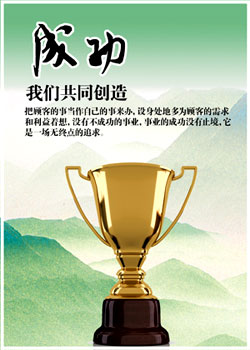 成功
我们共同创造
把顾客的事当作自己的事来办，设身处地多为顾客的需求
和利益着想，没有不成功的事业，事业的成功没有止境，它
是一场无终点的追求。